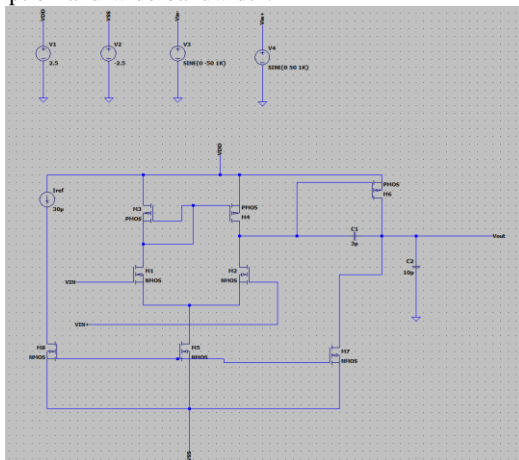 VDD
VSS
Vin-
Vin+
V1
2.5
V2
-2.5
V3
SINE(0 -50 1K)
V4
SINE(0 50 1K)
VDD
Iref
30µ
M3
PMOS
PMOS
M4
PMOS
M6
C1
3p
Vout
C2
10p
M1
NMOS
M2
NMOS
VIN-
VIN+
M8
NMOS
M5
NMOS
M7
NMOS
VSS